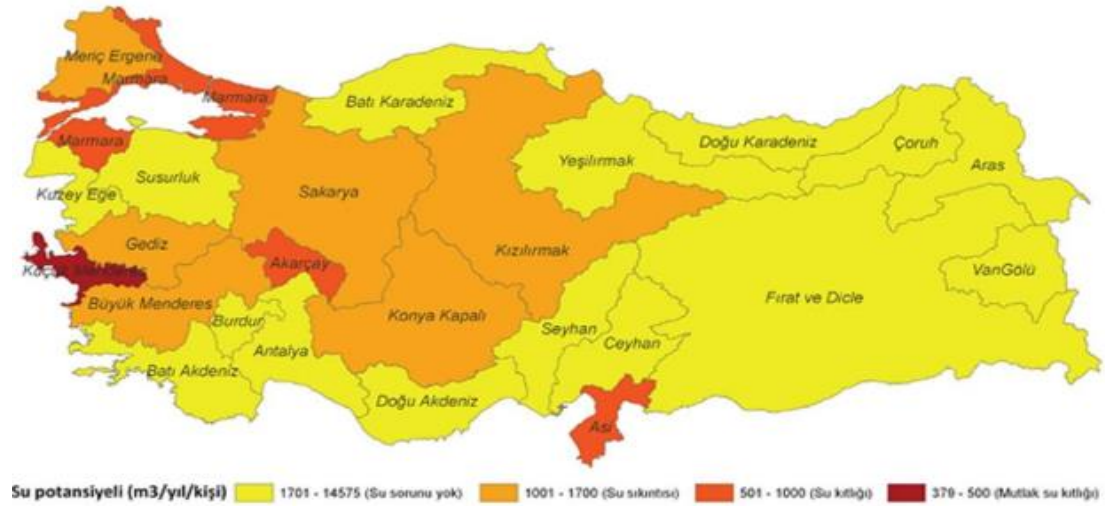 Meriç Ergene
Marmara
Marmara
Batı Karadeniz
Marmara
Doğu Karadeniz
Çoruh
Yeşilırmak
Aras
Susurluk
Kuzey Ege
Sakarya
Gediz
Kızılırmak
Akarçay
VanGölü
Küçük Menderes
Büyük Menderes
Fırat ve Dicle
Konya Kapalı
Burdur
Seyhan
Ceyhan
Antalya
Batı Akdeniz
Doğu Akdeniz
Asi
Su potansiyeli (m3/yıl/kişi) 1701 - 14575 (Su sorunu yok) 1001 - 1700 (Su sıkıntısı) 501 - 1000 (Su kıtlığı) 379 - 500 (Mutlak su kıtlığı)